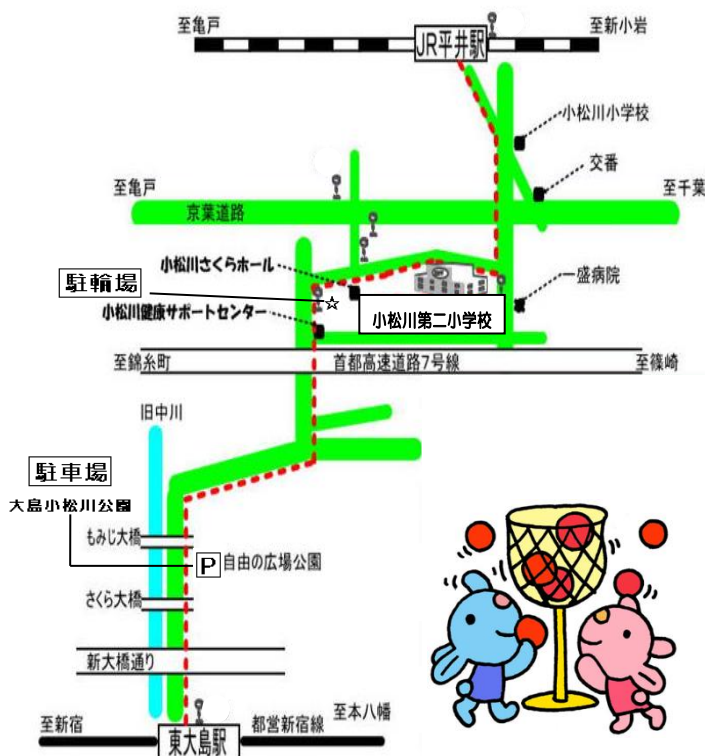 至亀戸
至新小岩
JR平井駅
小松川小学校
交番
至亀戸
至千葉
京葉道路
小松川さくらホール
駐輪場
一盛病院
小松川健康サポートセンター
小松川第二小学校
至錦糸町
首都高速道路7号線
至篠崎
旧中川
駐車場
大島小松川公園
もみじ大橋
P
自由の広場公園
さくら大橋
新大橋通り
至新宿
都営新宿線
至本八幡
東大島駅